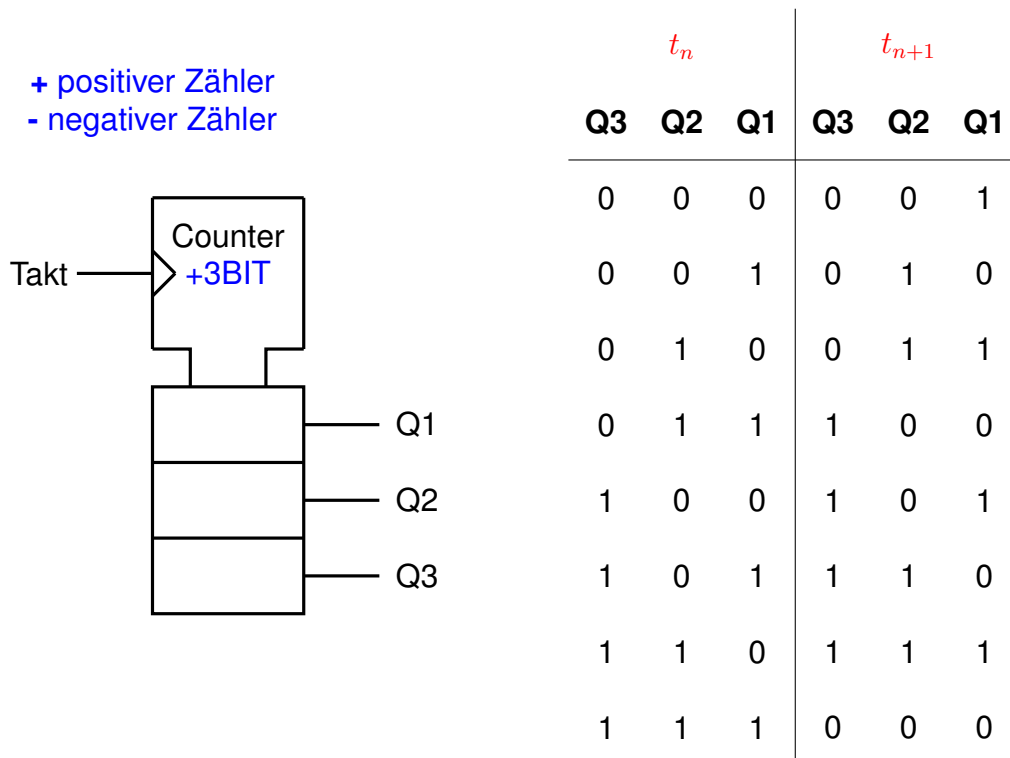 + positiver Zähler
- negativer Zähler
Counter
Takt +3BIT
Q1
Q2
Q3
t_n t_{n+1}
Q3 Q2 Q1 Q3 Q2 Q1
0 0 0 0 0 1
0 0 1 0 1 0
0 1 0 0 1 1
0 1 1 1 0 0
1 0 0 1 0 1
1 0 1 1 1 0
1 1 0 1 1 1
1 1 1 0 0 0